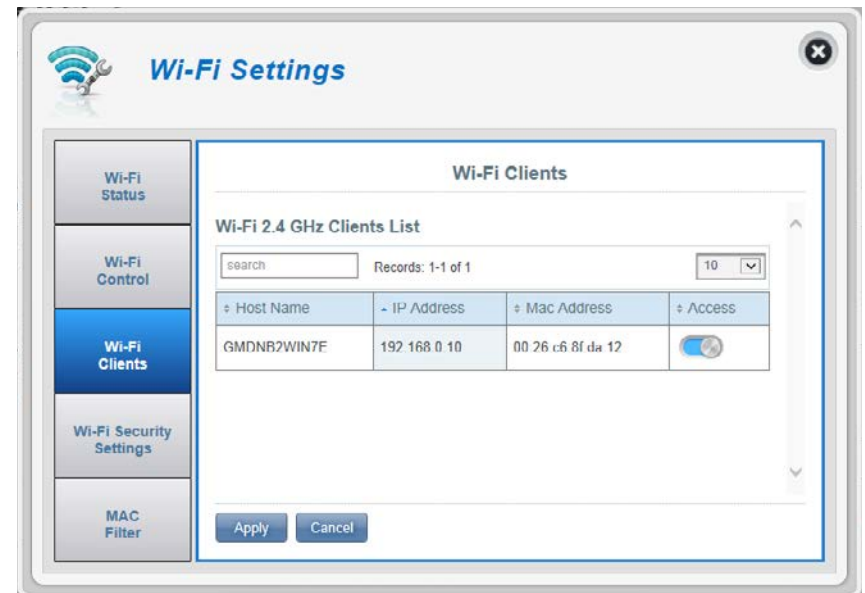 Wi-Fi Settings
Wi-Fi
Status
Wi-Fi
Control
Wi-Fi
Clients
Wi-Fi Security
Settings
MAC
Filter
Wi-Fi Clients
Wi-Fi 2.4 GHz Clients List
search Records: 1-1 of 1 10
Host Name IP Address Mac Address Access
GMDNB2WIN7E 192.168.0.10 00:26:c6:8f:da:12
Apply Cancel